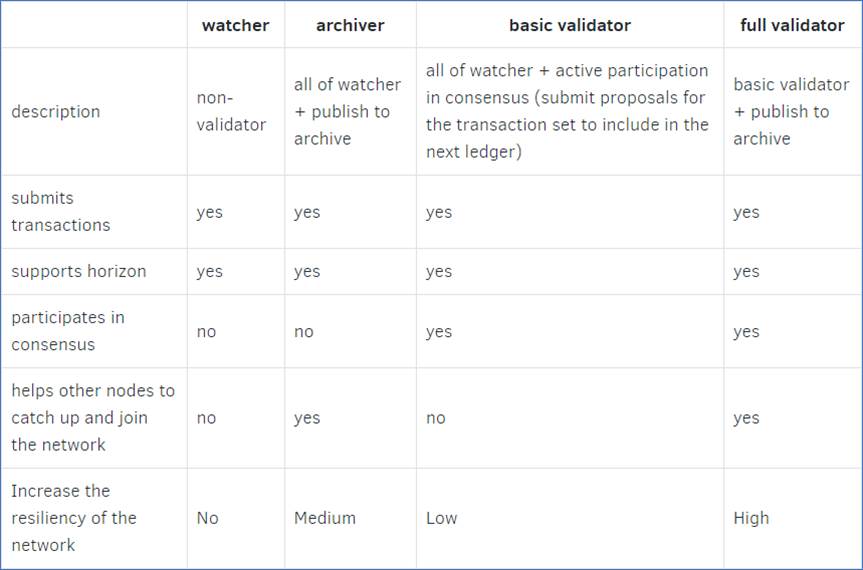 watcher archiver basic validator full validator
description
non-
validator
all of watcher
+ publish to
archive
all of watcher + active participation
in consensus (submit proposals for
the transaction set to include in the
next ledger)
basic validator
+ publish to
archive
submits
transactions
yes yes yes yes
supports horizon yes yes yes yes
participates in
consensus
no no yes yes
helps other nodes to
catch up and join
the network
no yes no yes
Increase the
resiliency of the
network
No Medium Low High